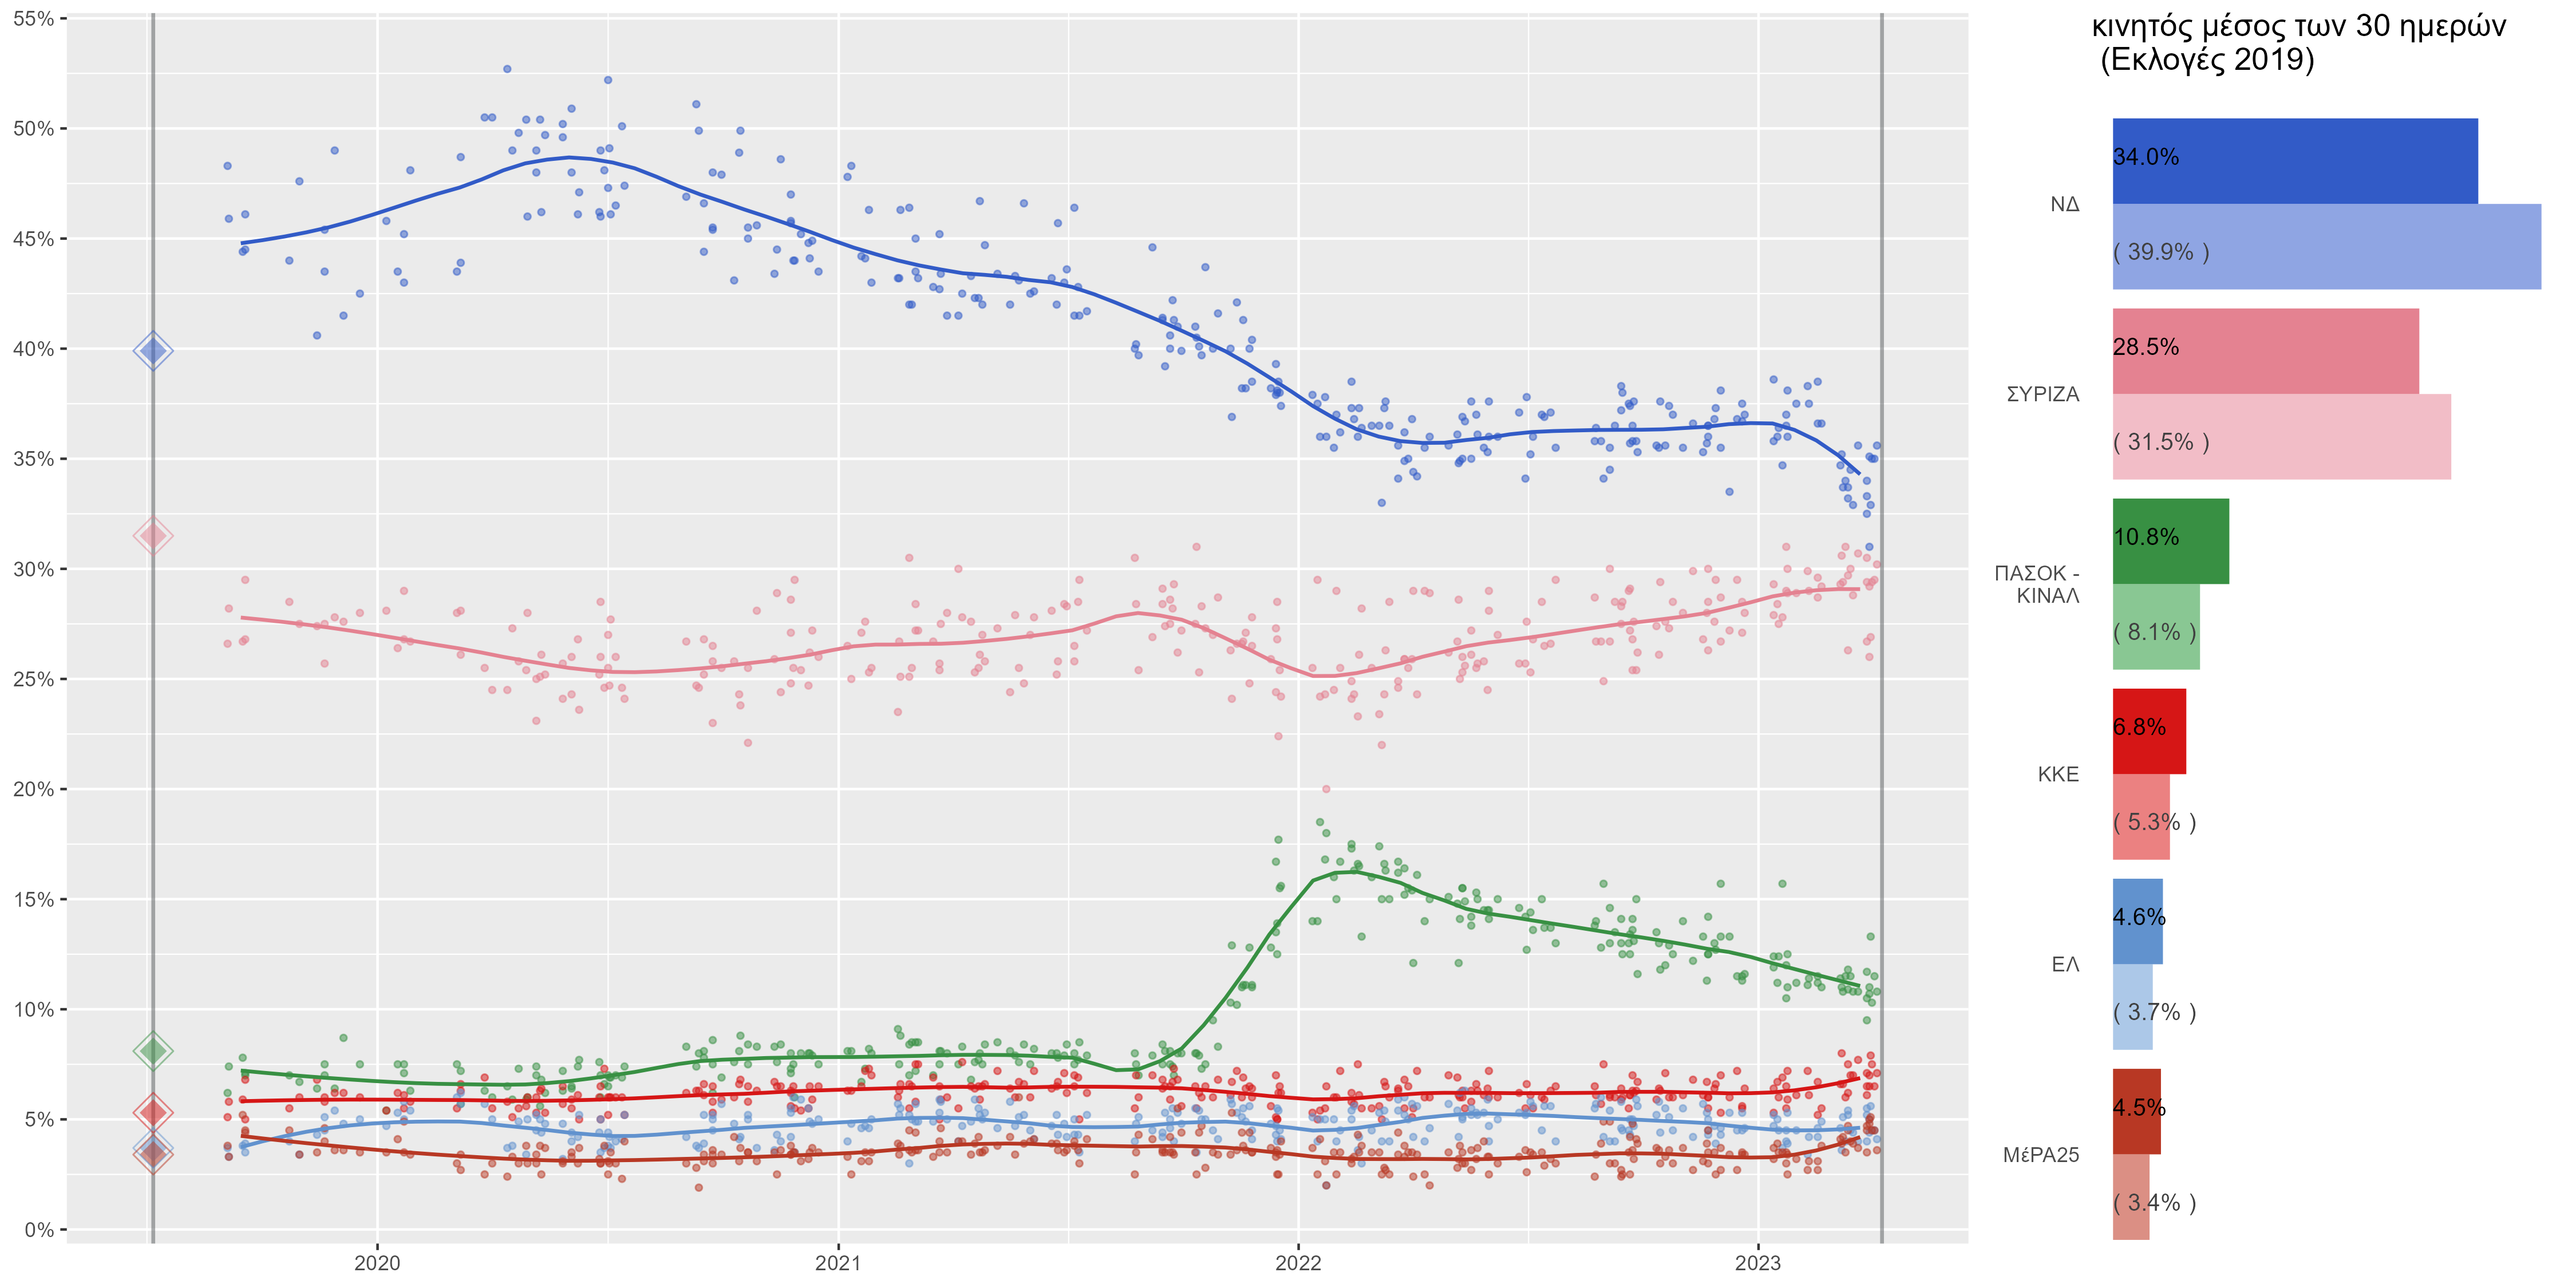 κινητός μέσος των 30 ημερών
(Εκλογές 2019)
55%
50%
45%
40%
35%
30%
25%
20%
15%
10%
5%
0%
2020
2021
2022
2023
ΝΔ
34.0%
( 39.9% )
ΣΥΡΙΖΑ
28.5%
( 31.5% )
ΠΑΣΟΚ -
ΚΙΝΑΛ
10.8%
( 8.1% )
ΚΚΕ
6.8%
( 5.3% )
ΕΛ
4.6%
( 3.7% )
ΜέΡΑ25
4.5%
( 3.4% )